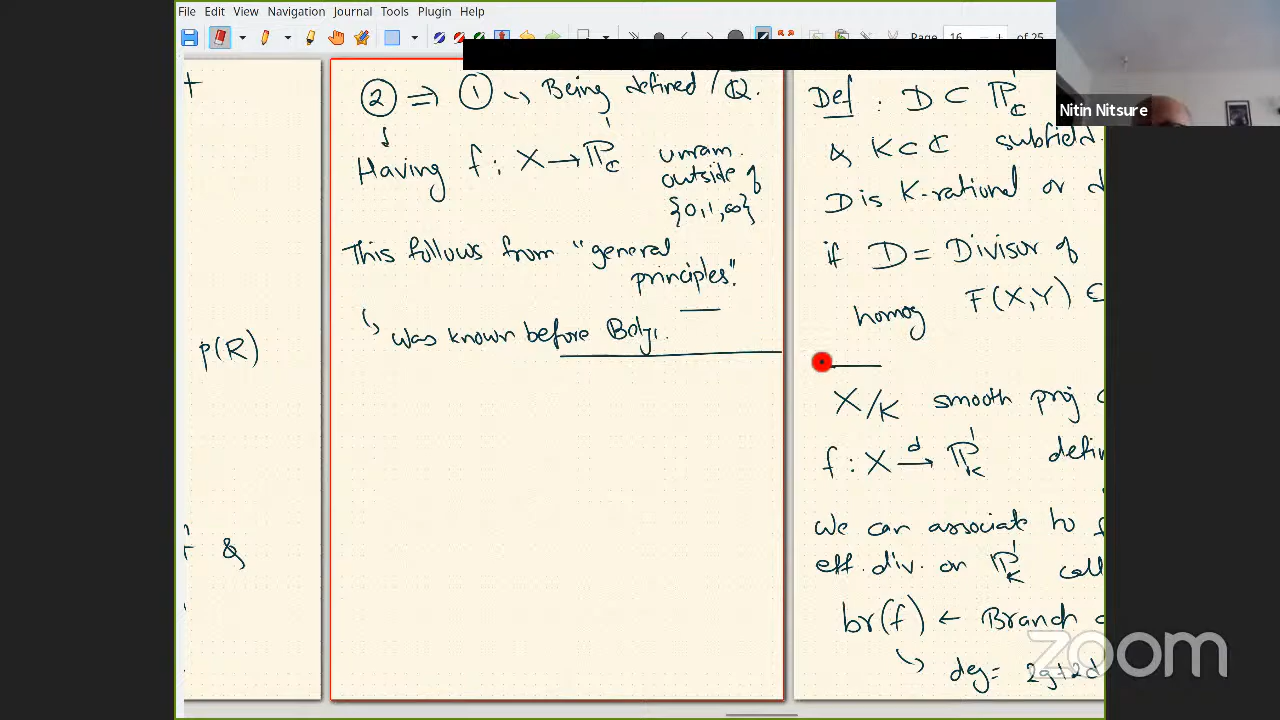 File Edit View Navigation Journal Tools Plugin Help
Page 16 of 25
Nitin Nitsure
p(R)
&
② ⇒ ① ⤳ Being defined / Q̅.
Having f : X → P¹_C unram. outside of {0,1,∞}
This follows from "general
principles".
↳ was known before Bely.
Def : D ⊂ P¹_C
& K ⊂ C subfield.
D is K-rational or d
if D = Divisor of
homog F(X,Y) ∈
X/K smooth proj c
f : X →^d P¹_K defin
We can associate to f
eff. div. on P¹_K call
br(f) ← Branch
↳ deg = 2g+2d
zoom